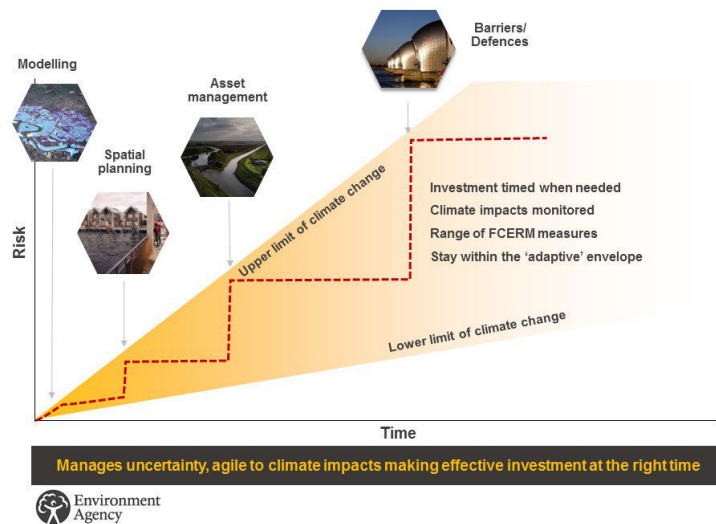 Modelling
Spatial
planning
Asset
management
Barriers/
Defences
Risk
Upper limit of climate change
Investment timed when needed
Climate impacts monitored
Range of FCERM measures
Stay within the ‘adaptive’ envelope
Lower limit of climate change
Time
Manages uncertainty, agile to climate impacts making effective investment at the right time
Environment
Agency